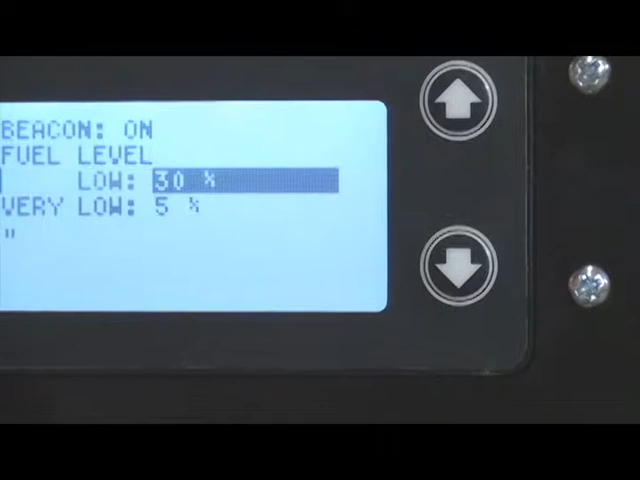 BEACON: ON
FUEL LEVEL
LOW: 30 %
VERY LOW: 5 %
"